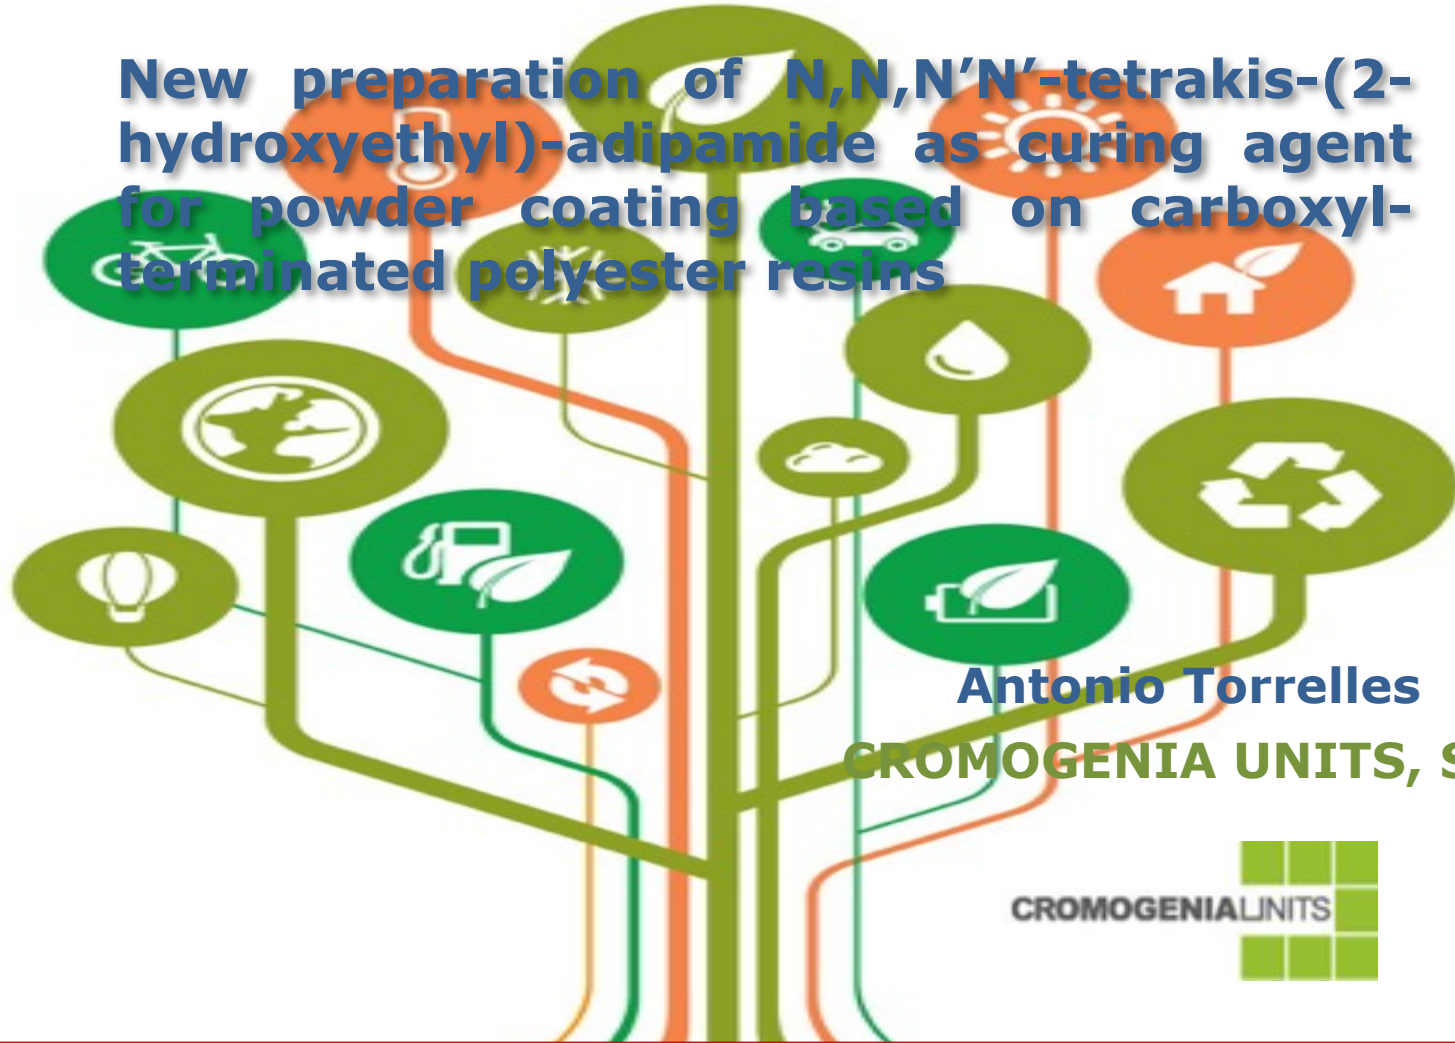 New preparation of N,N,N’N’-tetrakis-(2-
hydroxyethyl)-adipamide as curing agent
for powder coating based on carboxyl-
terminated polyester resins
Antonio Torrelles
CROMOGENIA UNITS, S
CROMOGENIAUNITS